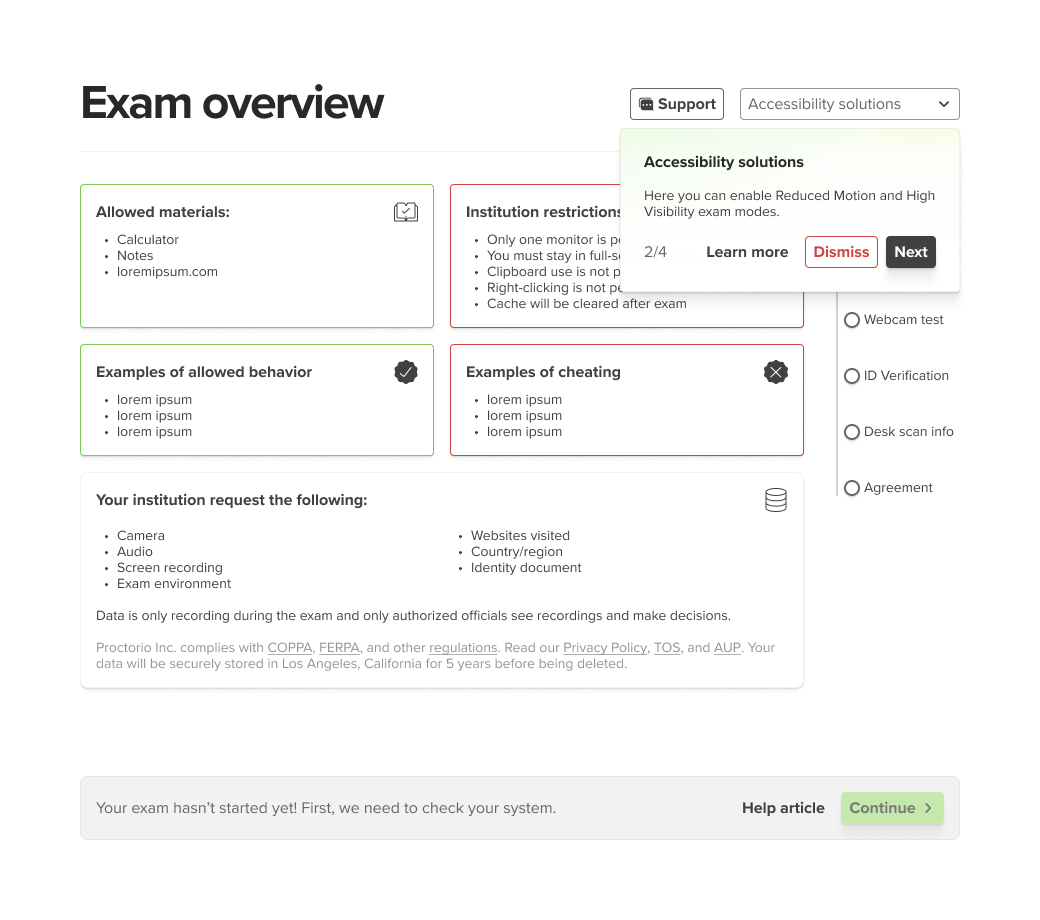 Exam overview
Support
Accessibility solutions
Accessibility solutions
Here you can enable Reduced Motion and High
Visibility exam modes.
2/4 Learn more Dismiss Next
Allowed materials:
• Calculator
• Notes
• loremipsum.com
Institution restrictions
• Only one monitor is
• You must stay in
• Clipboard use is not
• Right-clicking is not
• Cache will be cleared after exam
Examples of allowed behavior
• lorem ipsum
• lorem ipsum
• lorem ipsum
Examples of cheating
• lorem ipsum
• lorem ipsum
• lorem ipsum
Webcam test
ID Verification
Desk scan info
Agreement
Your institution request the following:
• Camera
• Audio
• Screen recording
• Exam environment
• Websites visited
• Country/region
• Identity document
Data is only recording during the exam and only authorized officials see recordings and make decisions.
Proctorio Inc. complies with COPPA, FERPA, and other regulations. Read our Privacy Policy, TOS, and AUP. Your
data will be securely stored in Los Angeles, California for 5 years before being deleted.
Your exam hasn’t started yet! First, we need to check your system.
Help article
Continue